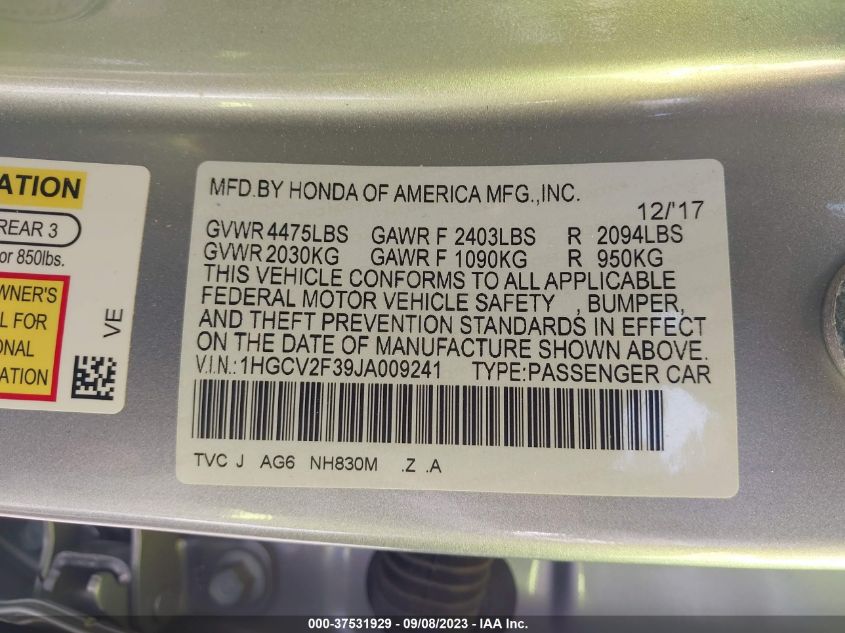 ATION
REAR 3
or 850lbs.
WNER'S
L FOR
ONAL
ATION
VE
MFD.BY HONDA OF AMERICA MFG.,INC.
12/'17
GVWR 4475LBS GAWR F 2403LBS R 2094LBS
GVWR 2030KG GAWR F 1090KG R 950KG
THIS VEHICLE CONFORMS TO ALL APPLICABLE
FEDERAL MOTOR VEHICLE SAFETY , BUMPER,
AND THEFT PREVENTION STANDARDS IN EFFECT
ON THE DATE OF MANUFACTURE SHOWN ABOVE.
V.I.N.:1HGCV2F39JA009241 TYPE:PASSENGER CAR
TVC J AG6 NH830M .Z .A
000-37531929 - 09/08/2023 - IAA Inc.